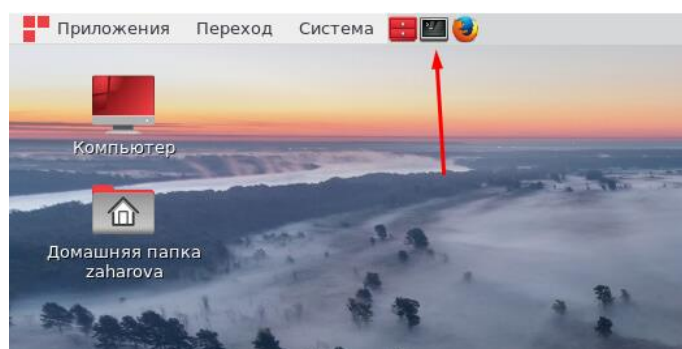 Приложения Переход Система
Компьютер
Домашняя папка
zaharova